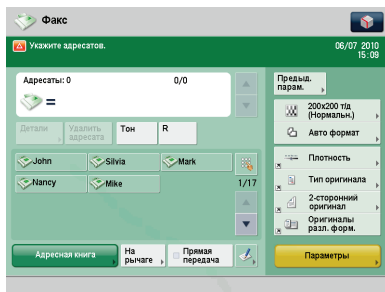 Факс
Укажите адресатов.
06/07 2010
15:09
Адресаты: 0
0/0
Предыд.
парам.
=
200x200 т/д
(Нормальн.)
Детали
Удалить
адресата
Тон
R
Авто формат
John
Silvia
Mark
Плотность
Nancy
Mike
1/17
Тип оригинала
2-сторонний
оригинал
Оригиналы
разл. форм.
Адресная книга
На
рычаге
Прямая
передача
Параметры